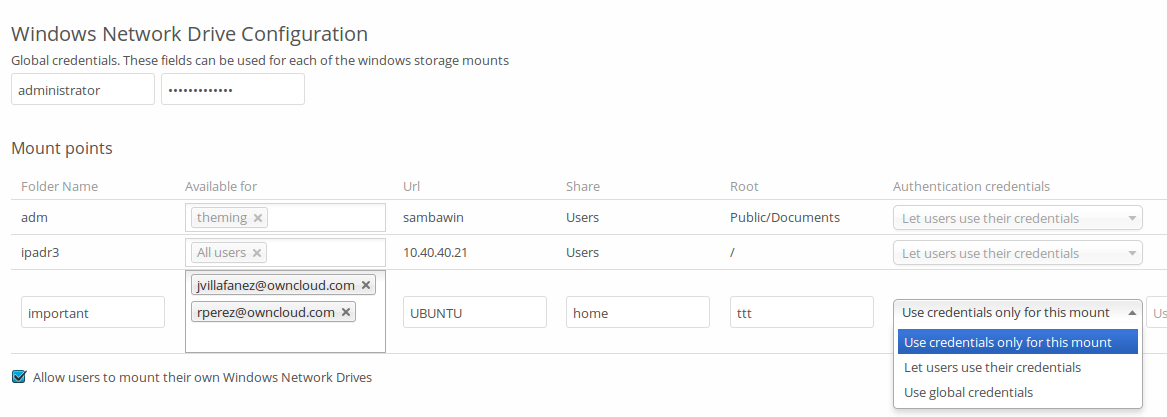 Windows Network Drive Configuration
Global credentials. These fields can be used for each of the windows storage mounts
administrator •••••••••••••
Mount points
Folder Name Available for Url Share Root Authentication credentials
adm theming × sambawin Users Public/Documents Let users use their credentials
ipadr3 All users × 10.40.40.21 Users / Let users use their credentials
jvillafanez@owncloud.com ×
important rperez@owncloud.com × UBUNTU home ttt Use credentials only for this mount Us
Use credentials only for this mount
Let users use their credentials
Use global credentials
Allow users to mount their own Windows Network Drives